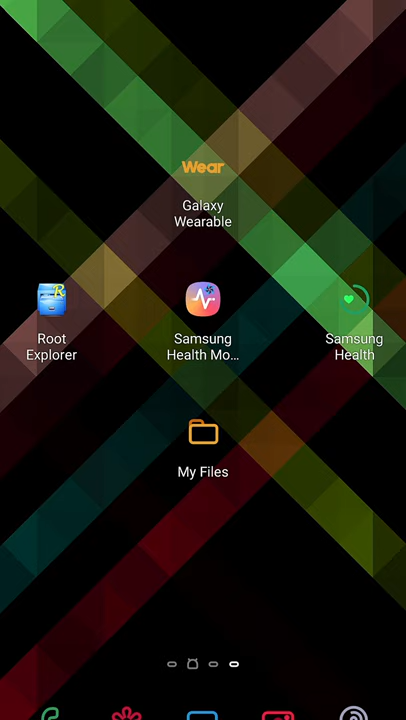 Wear
Galaxy
Wearable
R
Root
Explorer
Samsung
Health Mo...
Samsung
Health
My Files